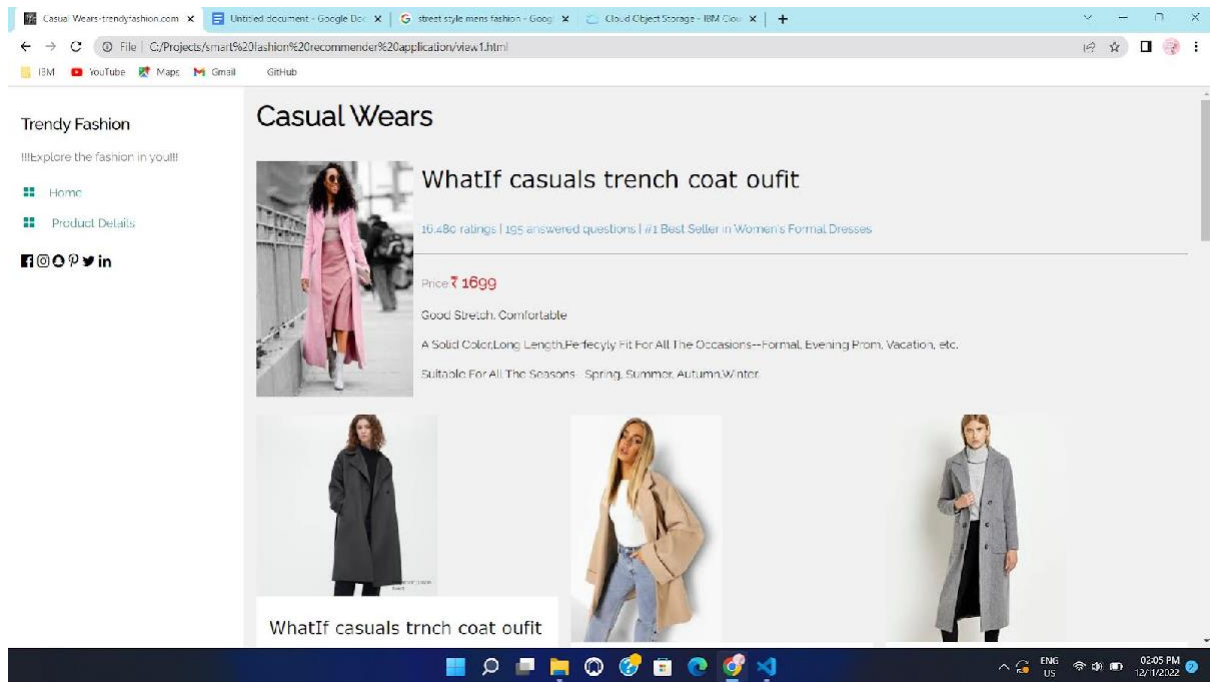 Casual Wears-trendyfashion.com
Untitled document - Google Doc
street style mens fashion - Goog
Cloud Object Storage - IBM Clou
File | C:/Projects/smart%20fashion%20recommender%20application/view1.html
IBM YouTube Maps Gmail GitHub
Trendy Fashion
!!!Explore the fashion in you!!!
Home
Product Details
Casual Wears
WhatIf casuals trench coat oufit
16,480 ratings | 195 answered questions | #1 Best Seller in Women's Formal Dresses
Price ₹ 1699
Good Stretch, Comfortable
A Solid Color,Long Length,Perfecyly Fit For All The Occasions--Formal, Evening Prom, Vacation, etc.
Suitable For All The Seasons-- Spring, Summer, Autumn,Winter.
WhatIf casuals trnch coat oufit
ENG
US
02:05 PM
12/11/2022
2